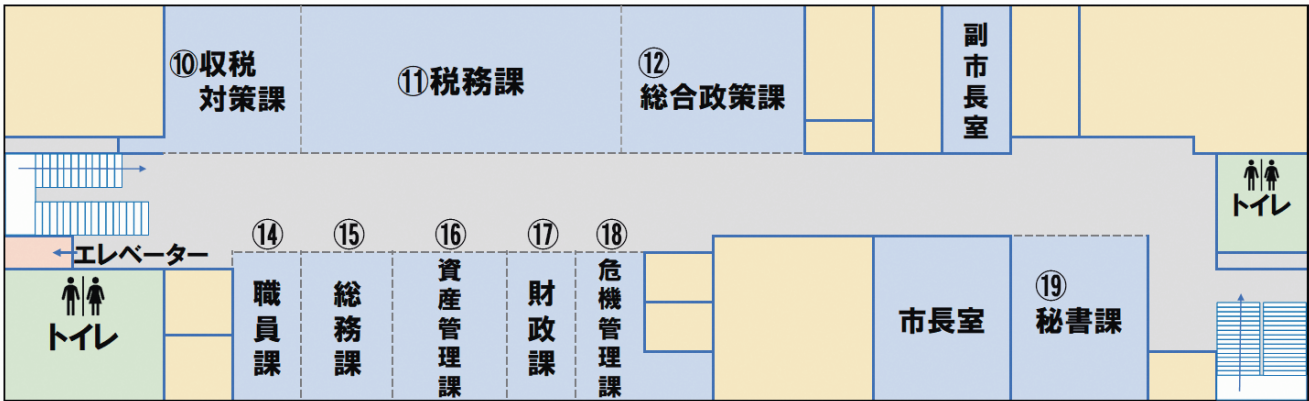 ⑩収税
対策課
⑪税務課
⑫
総合政策課
副市長室
トイレ
エレベーター
トイレ
⑭
職員課
⑮
総務課
⑯
資産管理課
⑰
財政課
⑱
危機管理課
市長室
⑲
秘書課